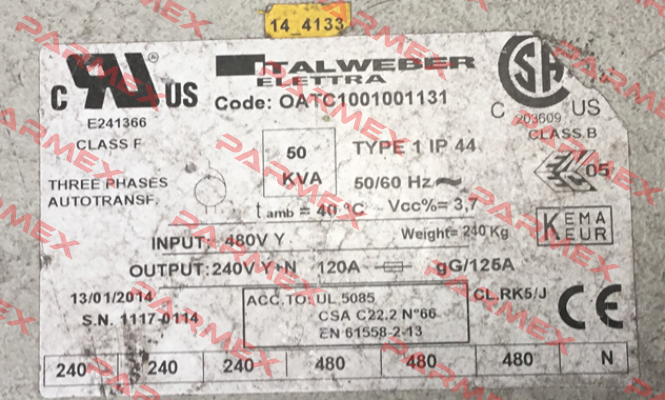 14_4133
ITALWEBER
ELETTRA
C UL US
Code: OATC1001001131
CSA
C US
E241366
203609
CLASS F
CLASS.B
50
KVA
TYPE 1 IP 44
05
THREE PHASES
AUTOTRANSF.
50/60 Hz ~
t amb = 40 °C
Vcc%= 3,7
KEMA
KEUR
INPUT: 480V Y
Weight= 240 Kg
OUTPUT: 240V Y+N 120A gG/125A
13/01/2014
ACC.TO: UL 5085
CL.RK5/J
CE
S.N. 1117-0114
CSA C22.2 N°66
EN 61558-2-13
240 240 240 480 480 480 N
PARMEX